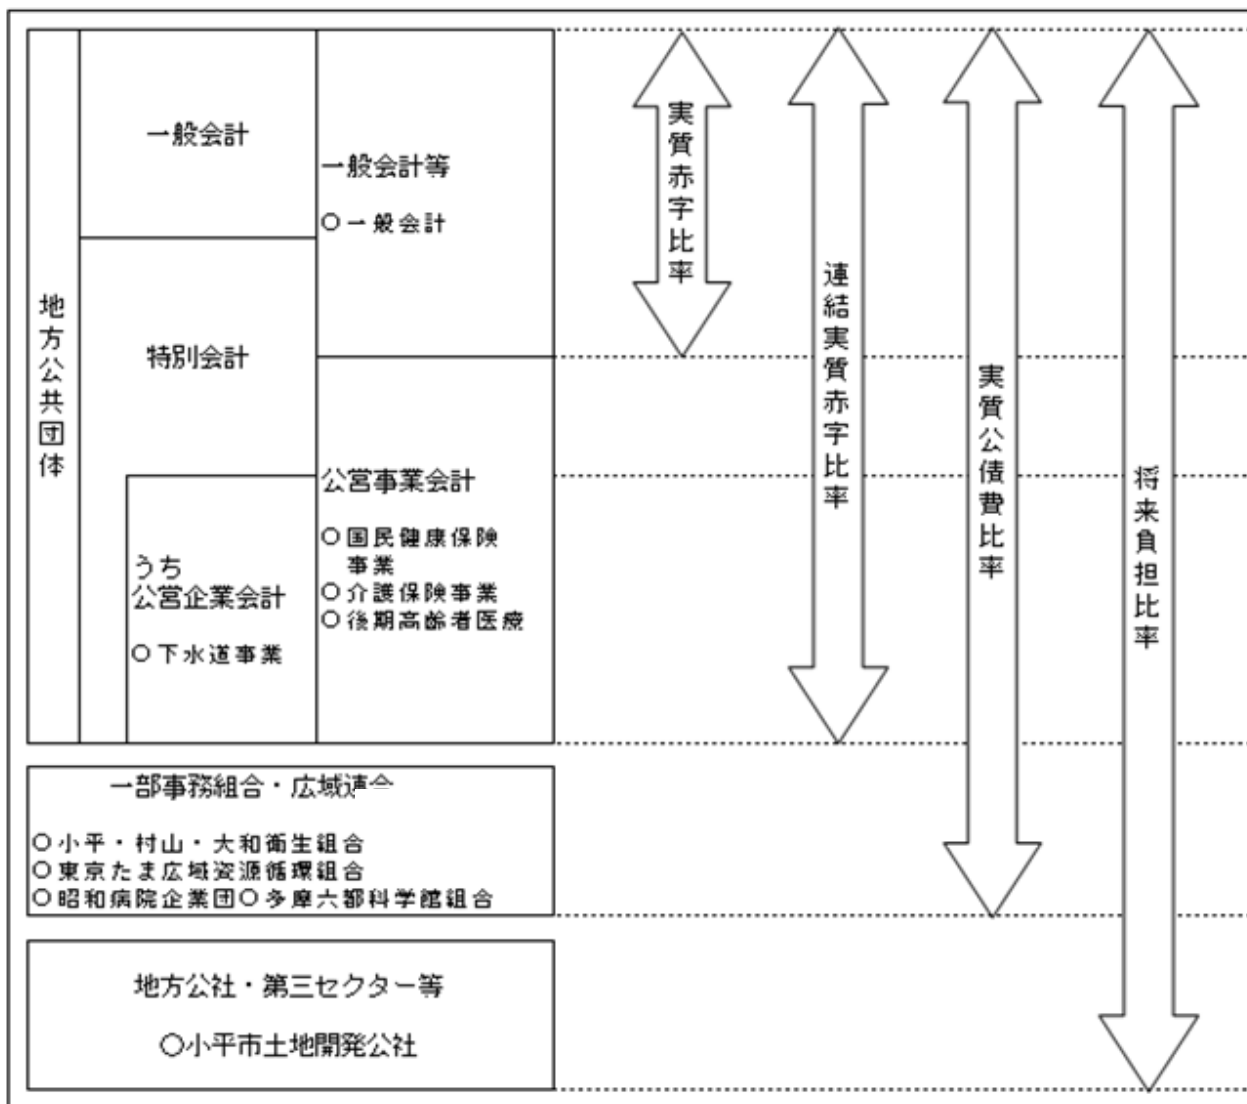 地方公共団体
一般会計
特別会計
うち
公営企業会計
○下水道事業
一般会計等
○一般会計
公営事業会計
○国民健康保険
事業
○介護保険事業
○後期高齢者医療
実質赤字比率
連結実質赤字比率
実質公債費比率
将来負担比率
一部事務組合・広域連合
○小平・村山・大和衛生組合
○東京たま広域資源循環組合
○昭和病院企業団○多摩六都科学館組合
地方公社・第三セクター等
○小平市土地開発公社